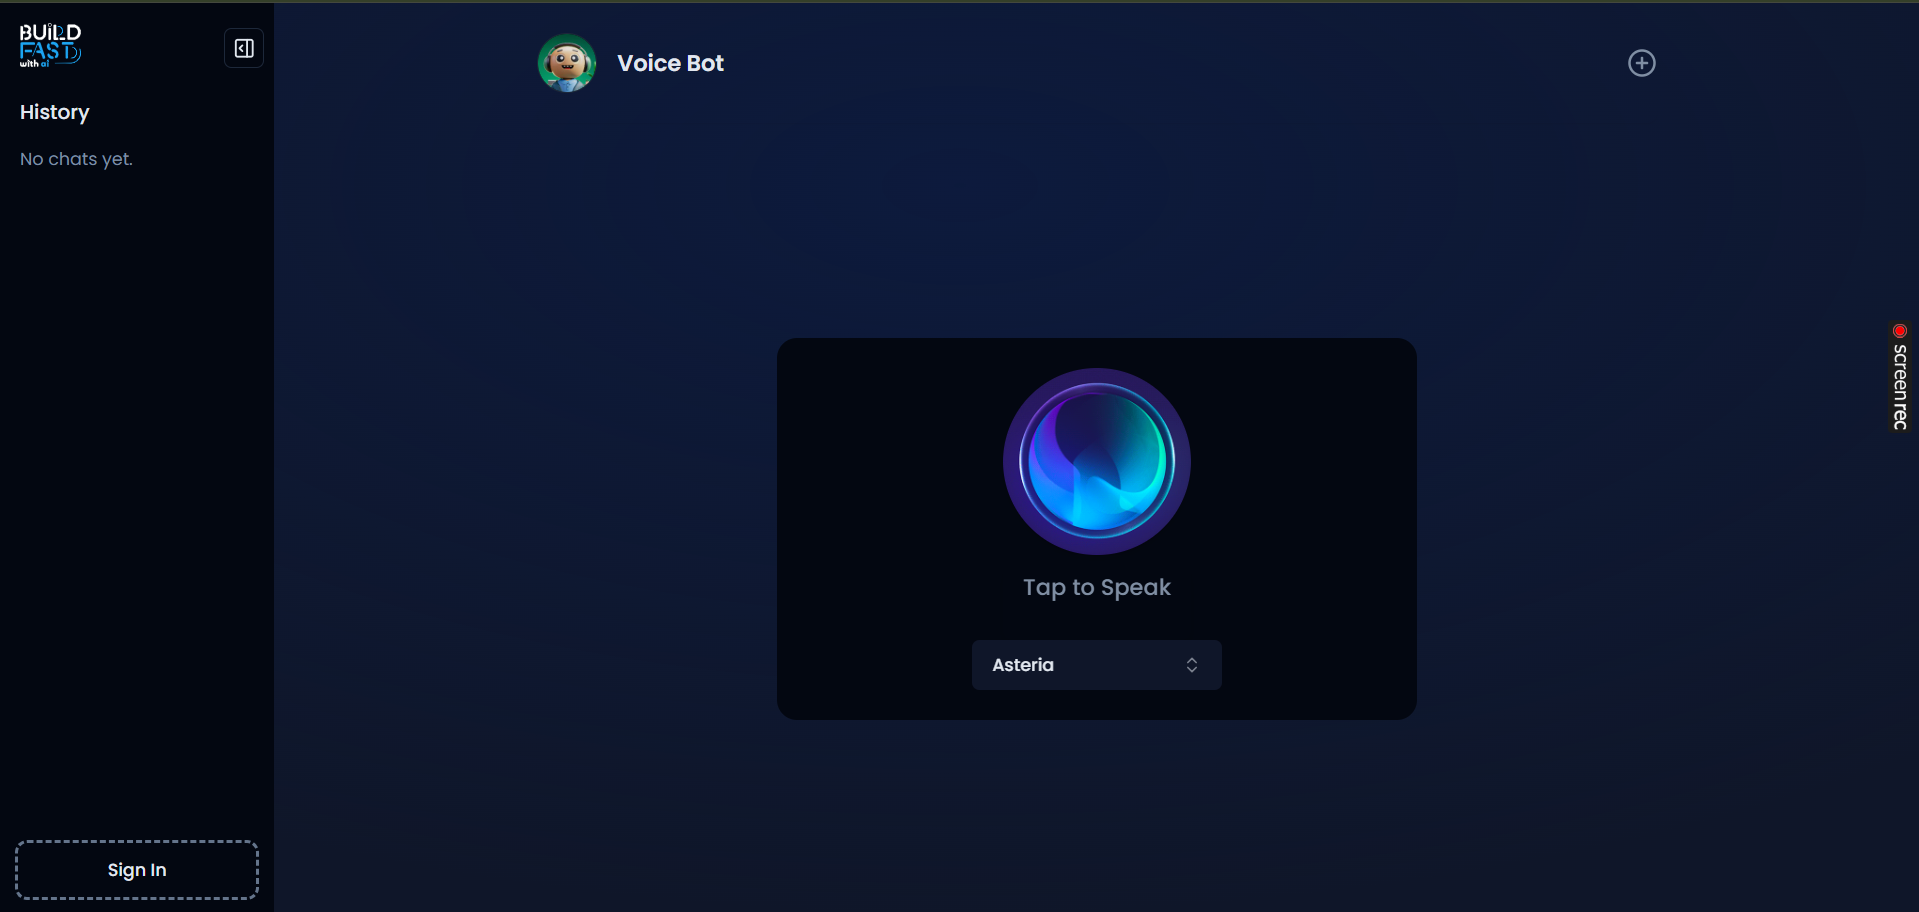 BUILD
FAST
with ai
History
No chats yet.
Sign In
Voice Bot
Tap to Speak
Asteria
screenrec